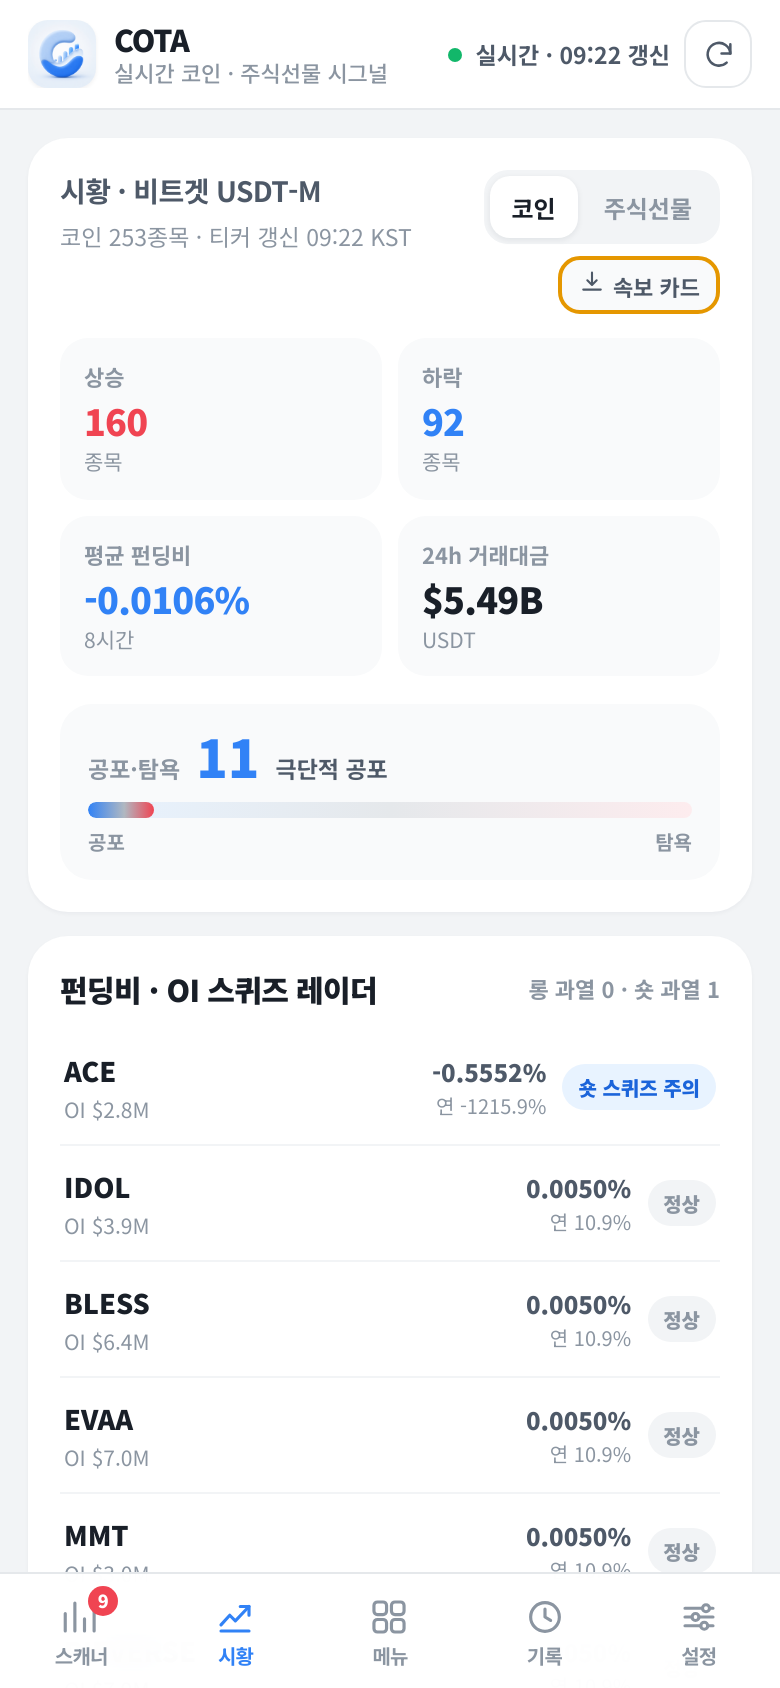 COTA
실시간 코인 · 주식선물 시그널
실시간 · 09:22 갱신
시황 · 비트겟 USDT-M
코인 253종목 · 티커 갱신 09:22 KST
코인
주식선물
속보 카드
상승
160
종목
하락
92
종목
평균 펀딩비
-0.0106%
8시간
24h 거래대금
$5.49B
USDT
공포·탐욕 11 극단적 공포
공포
탐욕
펀딩비 · OI 스퀴즈 레이더
롱 과열 0 · 숏 과열 1
ACE
OI $2.8M
-0.5552%
연 -1215.9%
숏 스퀴즈 주의
IDOL
OI $3.9M
0.0050%
연 10.9%
정상
BLESS
OI $6.4M
0.0050%
연 10.9%
정상
EVAA
OI $7.0M
0.0050%
연 10.9%
정상
MMT
0.0050%
연 10.9%
정상
9
스캐너
시황
메뉴
기록
설정